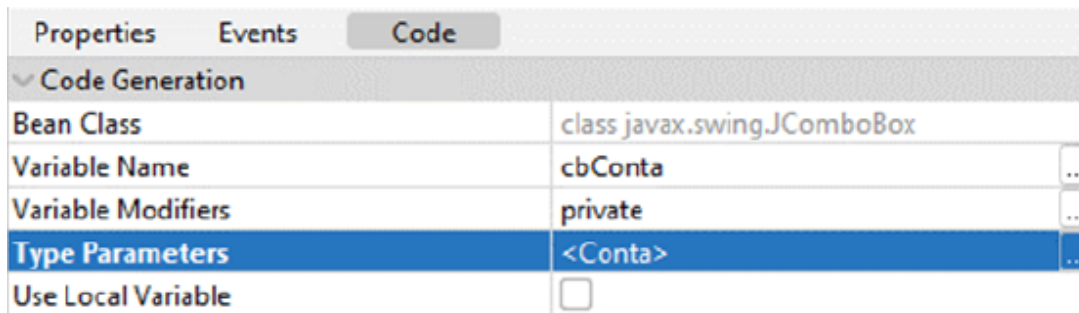 Properties Events Code
Code Generation
Bean Class class javax.swing.JComboBox
Variable Name cbConta ...
Variable Modifiers private ...
Type Parameters <Conta> ...
Use Local Variable